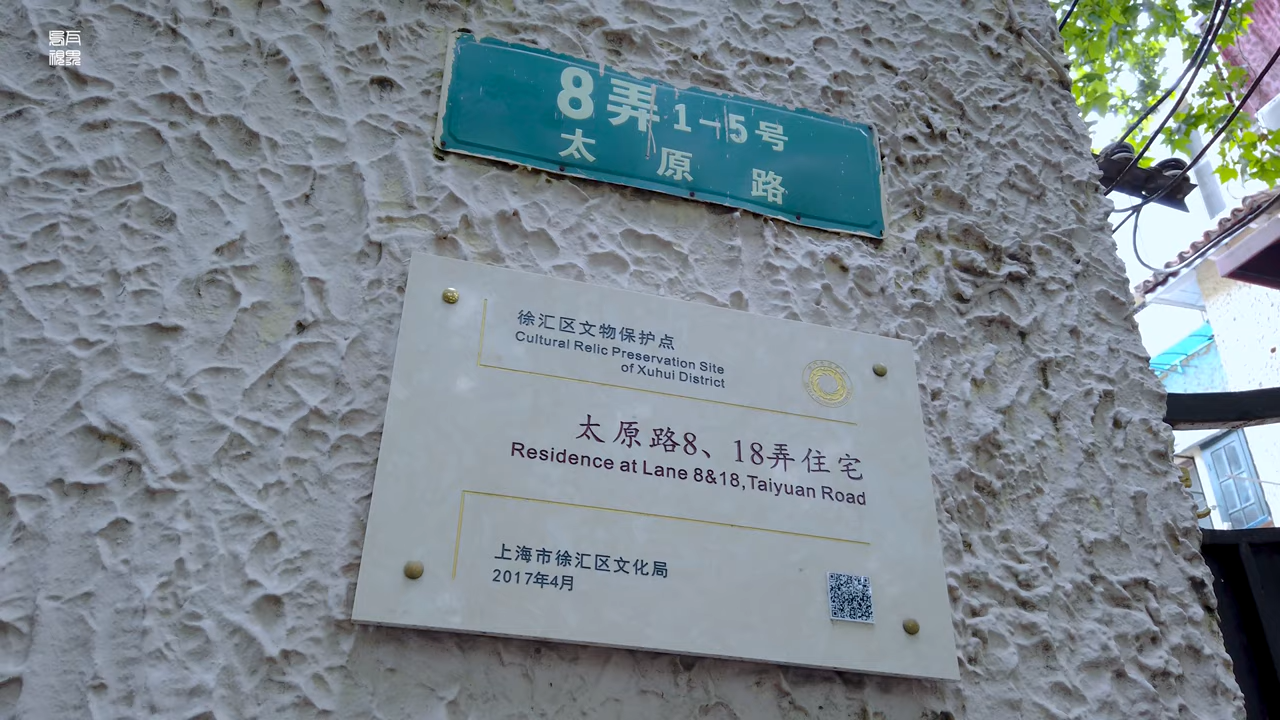 8弄 1-5号
太原路
徐汇区文物保护点
Cultural Relic Preservation Site
of Xuhui District
太原路8、18弄住宅
Residence at Lane 8&18,Taiyuan Road
上海市徐汇区文化局
2017年4月